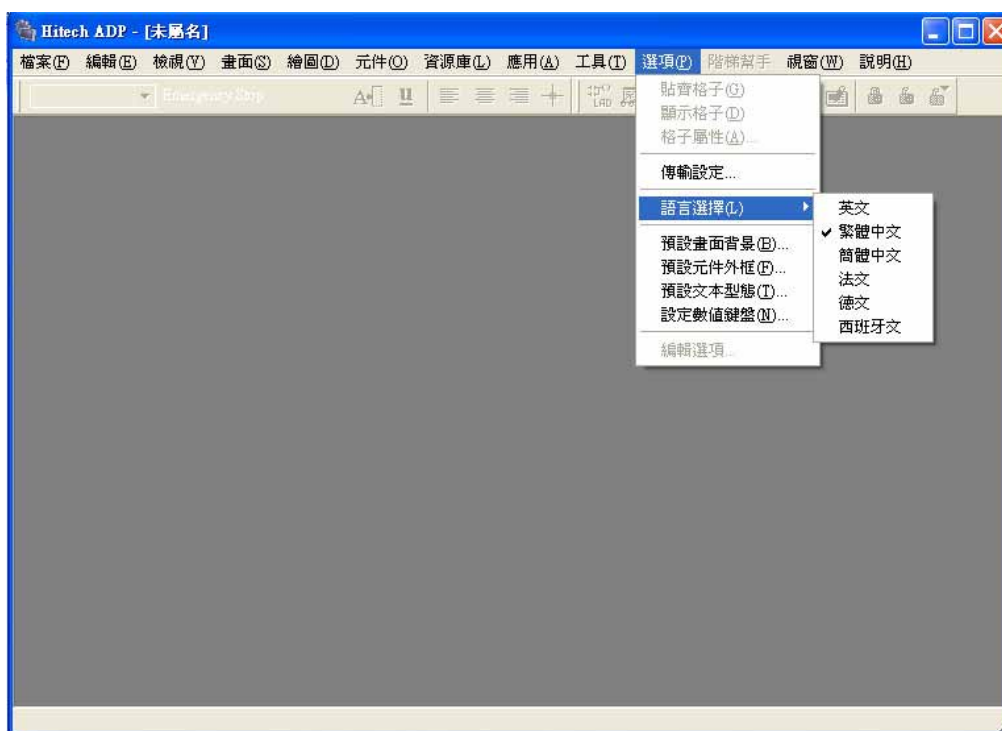 Hitech ADP - [未屬名]
檔案(F) 編輯(E) 檢視(V) 畫面(S) 繪圖(D) 元件(O) 資源庫(L) 應用(A) 工具(T) 選項(P) 階梯幫手 視窗(W) 說明(H)
Emergency Stop A U LAD
貼齊格子(G)
顯示格子(D)
格子屬性(A)...
傳輸設定...
語言選擇(L)
預設畫面背景(B)...
預設元件外框(F)...
預設文本型態(T)...
設定數值鍵盤(N)...
編輯選項...
英文
繁體中文
簡體中文
法文
德文
西班牙文